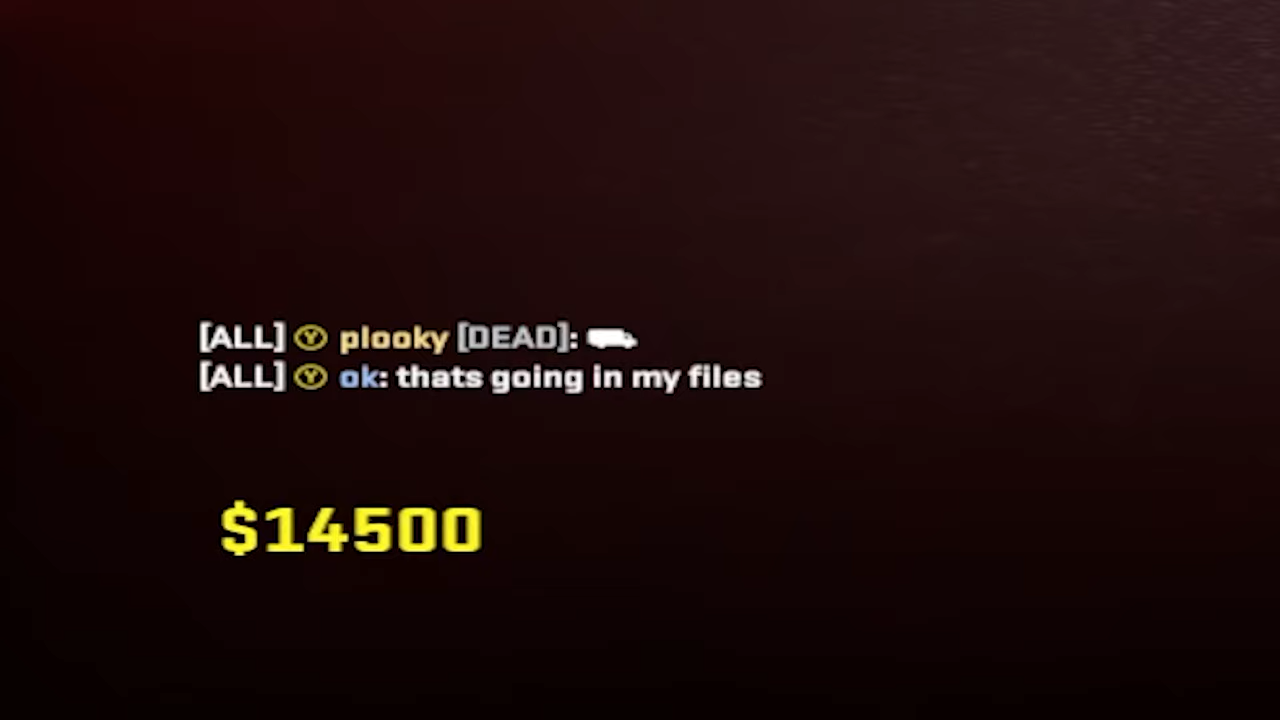 [ALL] Ⓨ plooky [DEAD]: ⛟
[ALL] Ⓨ ok: thats going in my files
$14500